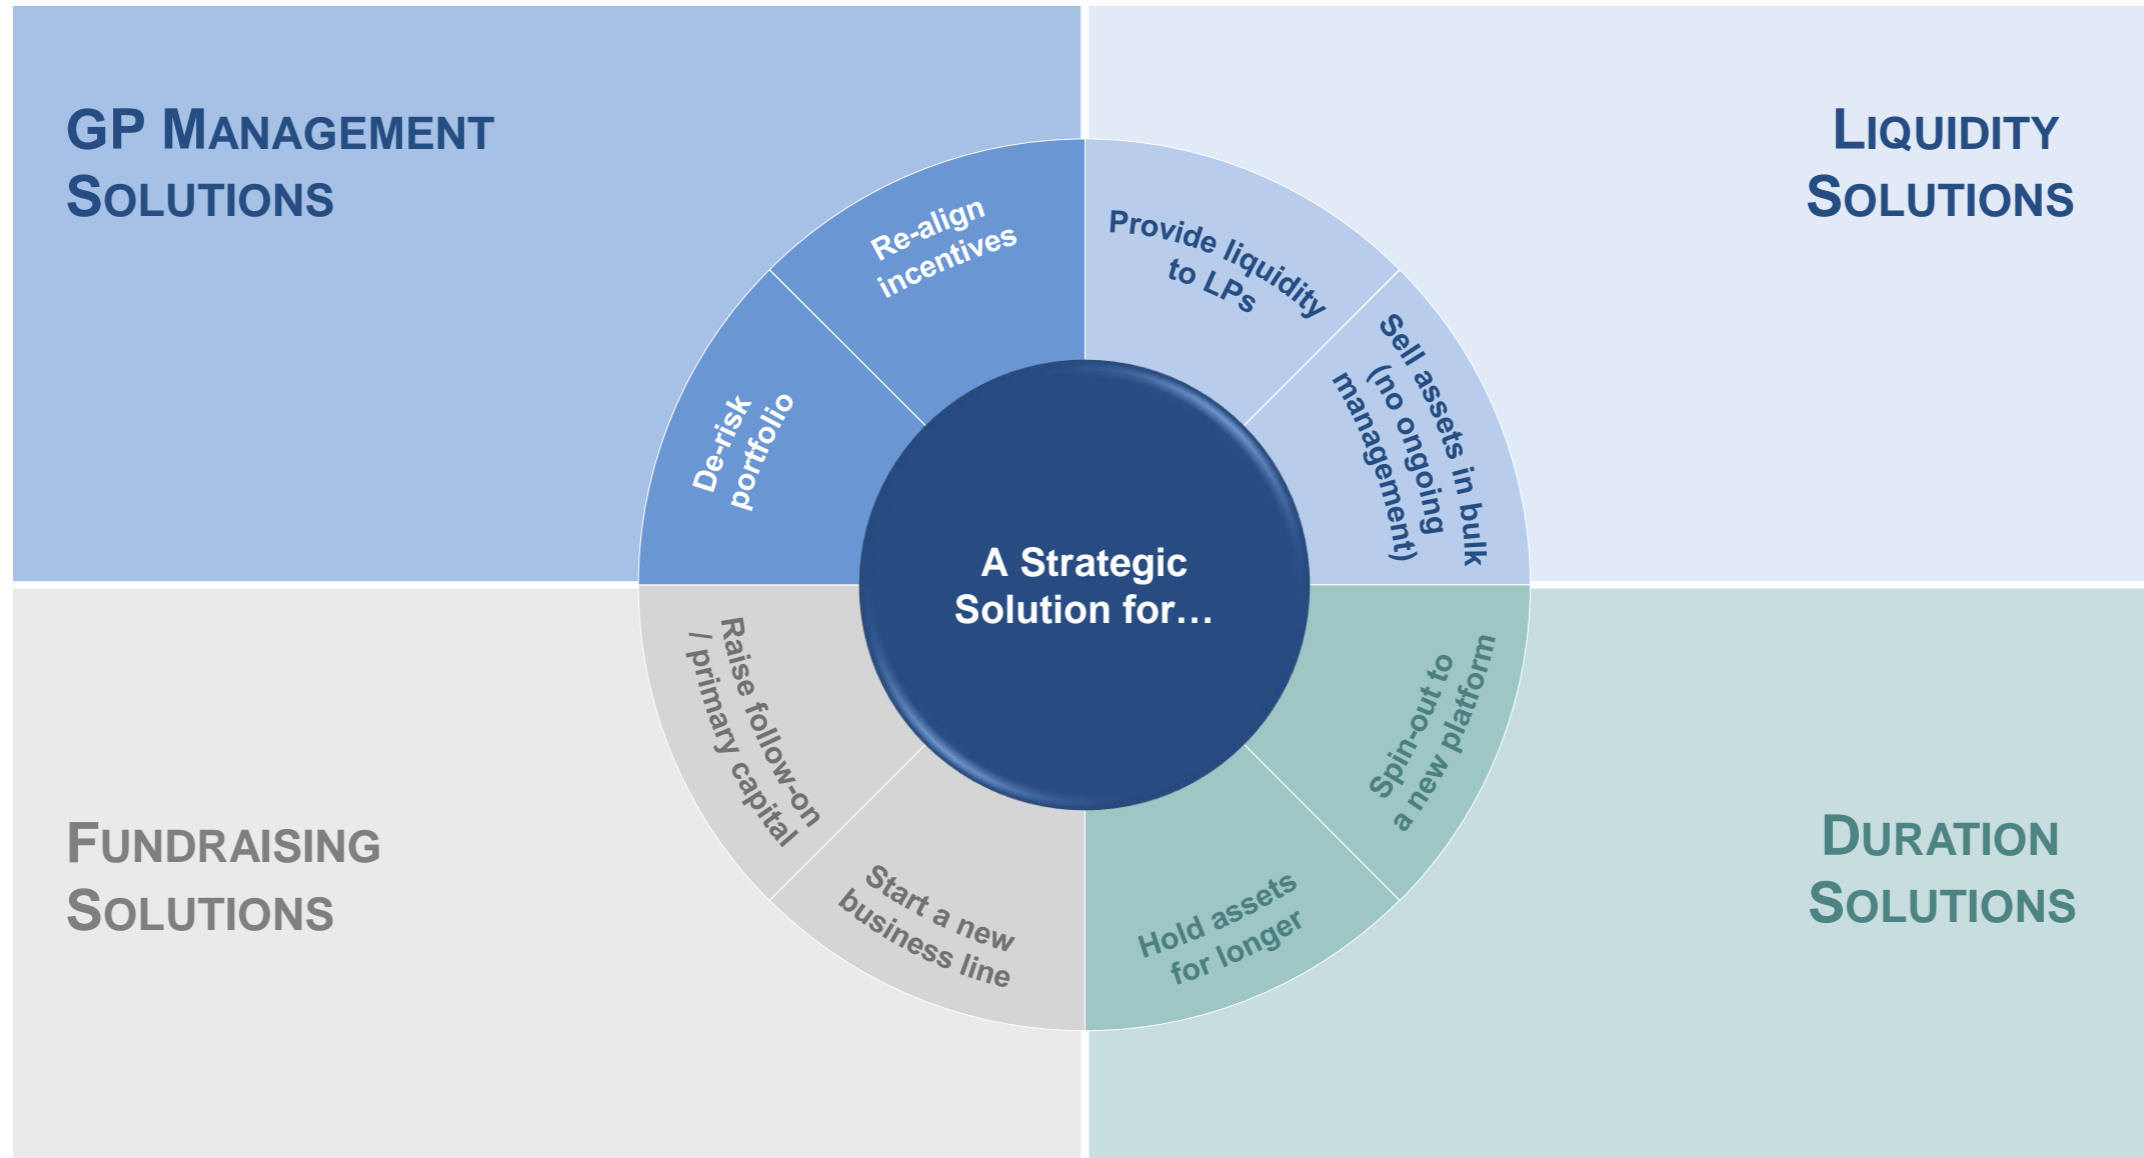 GP MANAGEMENT
SOLUTIONS
LIQUIDITY
SOLUTIONS
Re-align
incentives
Provide liquidity
to LPs
De-risk
portfolio
Sell assets in bulk
(no ongoing
management)
A Strategic
Solution for…
Raise follow-on
/ primary capital
Spin-out to
a new platform
Start a new
business line
Hold assets
for longer
FUNDRAISING
SOLUTIONS
DURATION
SOLUTIONS